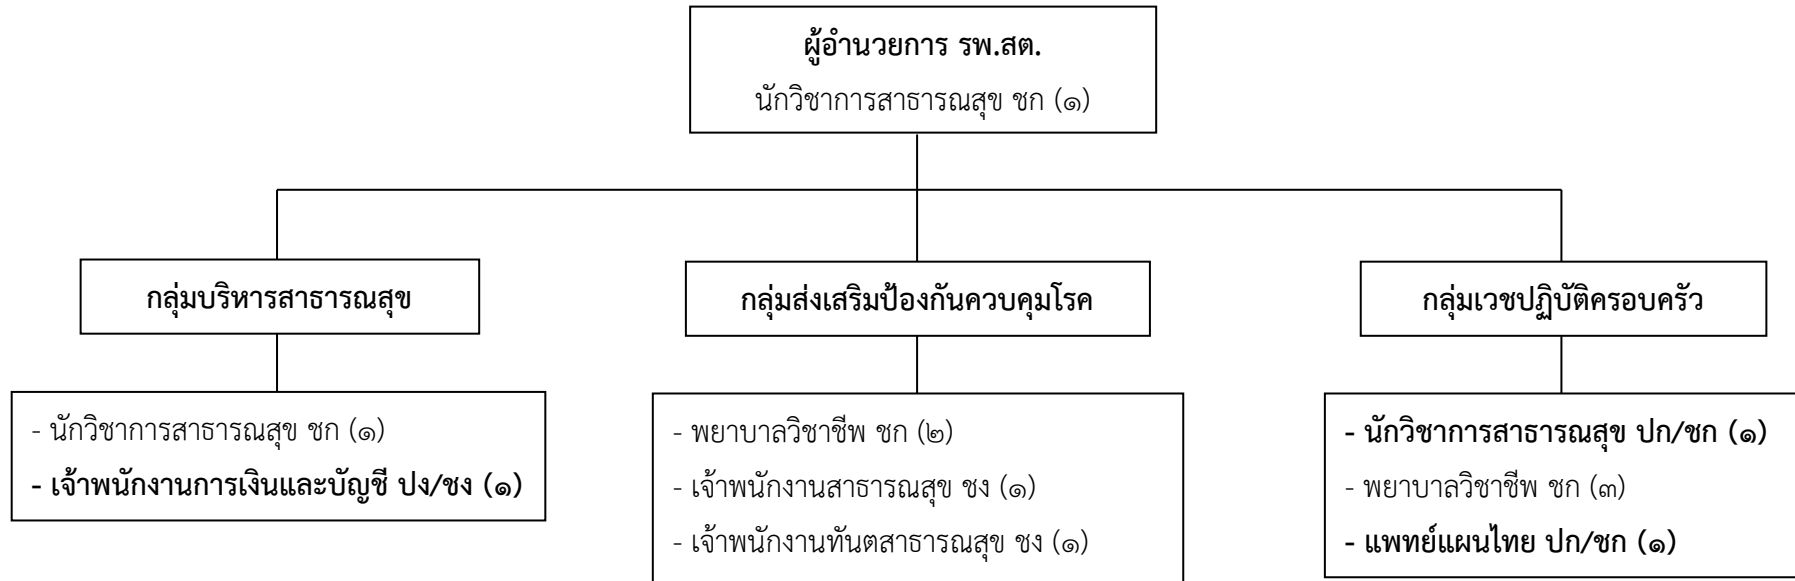 ผู้อำนวยการ รพ.สต.
นักวิชาการสาธารณสุข ชก (๑)
กลุ่มบริหารสาธารณสุข
- นักวิชาการสาธารณสุข ชก (๑)
- เจ้าพนักงานการเงินและบัญชี ปง/ชง (๑)
กลุ่มส่งเสริมป้องกันควบคุมโรค
- พยาบาลวิชาชีพ ชก (๒)
- เจ้าพนักงานสาธารณสุข ชง (๑)
- เจ้าพนักงานทันตสาธารณสุข ชง (๑)
กลุ่มเวชปฏิบัติครอบครัว
- นักวิชาการสาธารณสุข ปก/ชก (๑)
- พยาบาลวิชาชีพ ชก (๓)
- แพทย์แผนไทย ปก/ชก (๑)